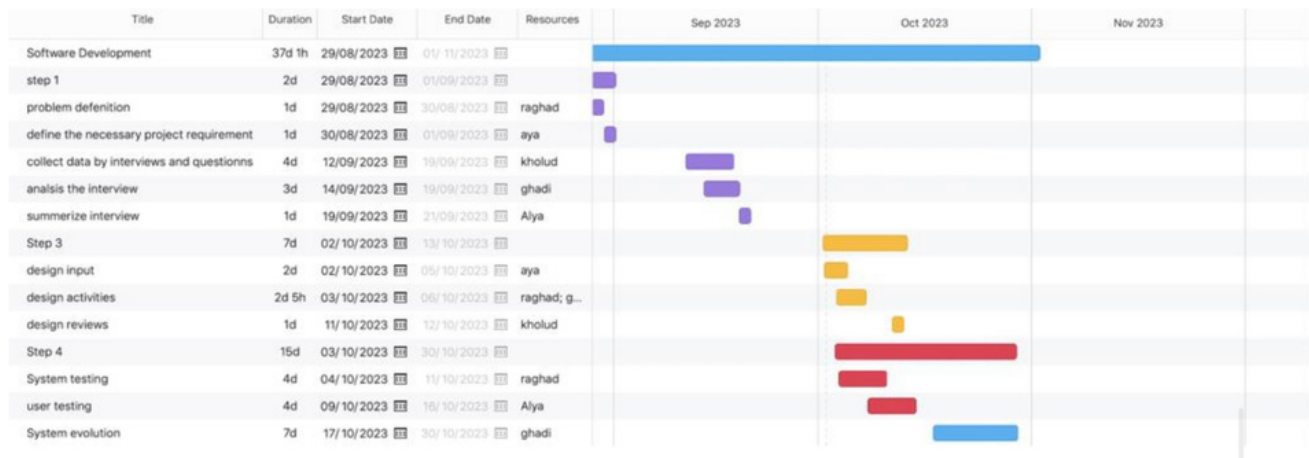 Title Duration Start Date End Date Resources Sep 2023 Oct 2023 Nov 2023
Software Development 37d 1h 29/08/2023 01/11/2023
step 1 2d 29/08/2023 01/09/2023
problem defenition 1d 29/08/2023 30/08/2023 raghad
define the necessary project requirement 1d 30/08/2023 01/09/2023 aya
collect data by interviews and questionns 4d 12/09/2023 19/09/2023 kholud
analsis the interview 3d 14/09/2023 19/09/2023 ghadi
summerize interview 1d 19/09/2023 21/09/2023 Alya
Step 3 7d 02/10/2023 13/10/2023
design input 2d 02/10/2023 05/10/2023 aya
design activities 2d 5h 03/10/2023 06/10/2023 raghad; g...
design reviews 1d 11/10/2023 12/10/2023 kholud
Step 4 15d 03/10/2023 30/10/2023
System testing 4d 04/10/2023 11/10/2023 raghad
user testing 4d 09/10/2023 16/10/2023 Alya
System evolution 7d 17/10/2023 30/10/2023 ghadi